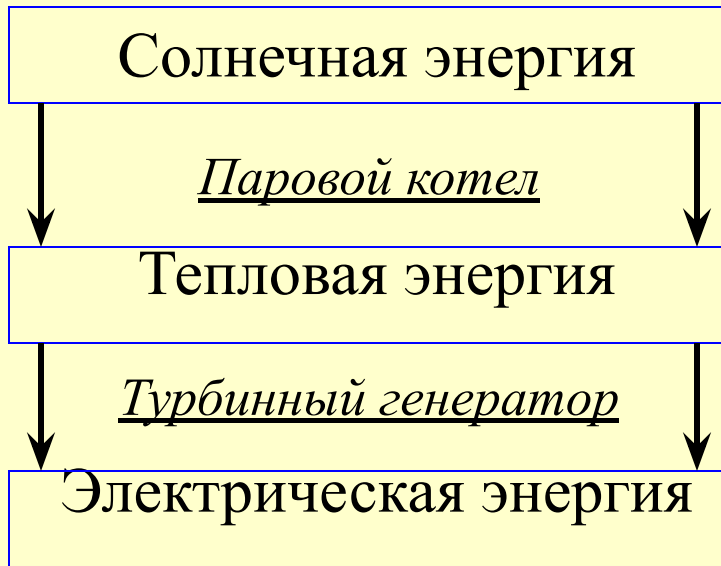 Солнечная энергия
Паровой котел
Тепловая энергия
Турбинный генератор
Электрическая энергия